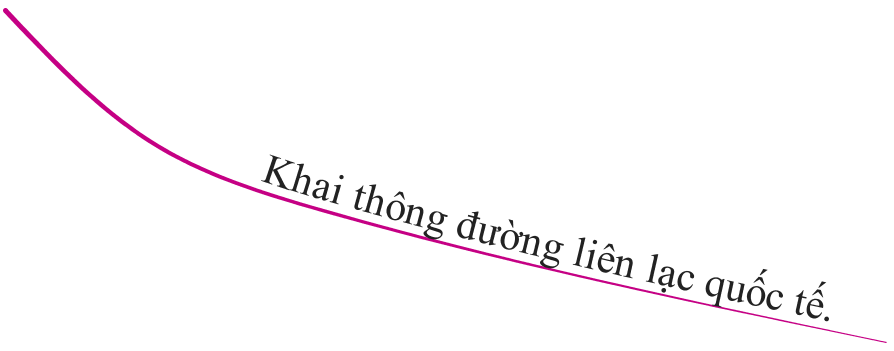 Khai thông đường liên lạc quốc tế.